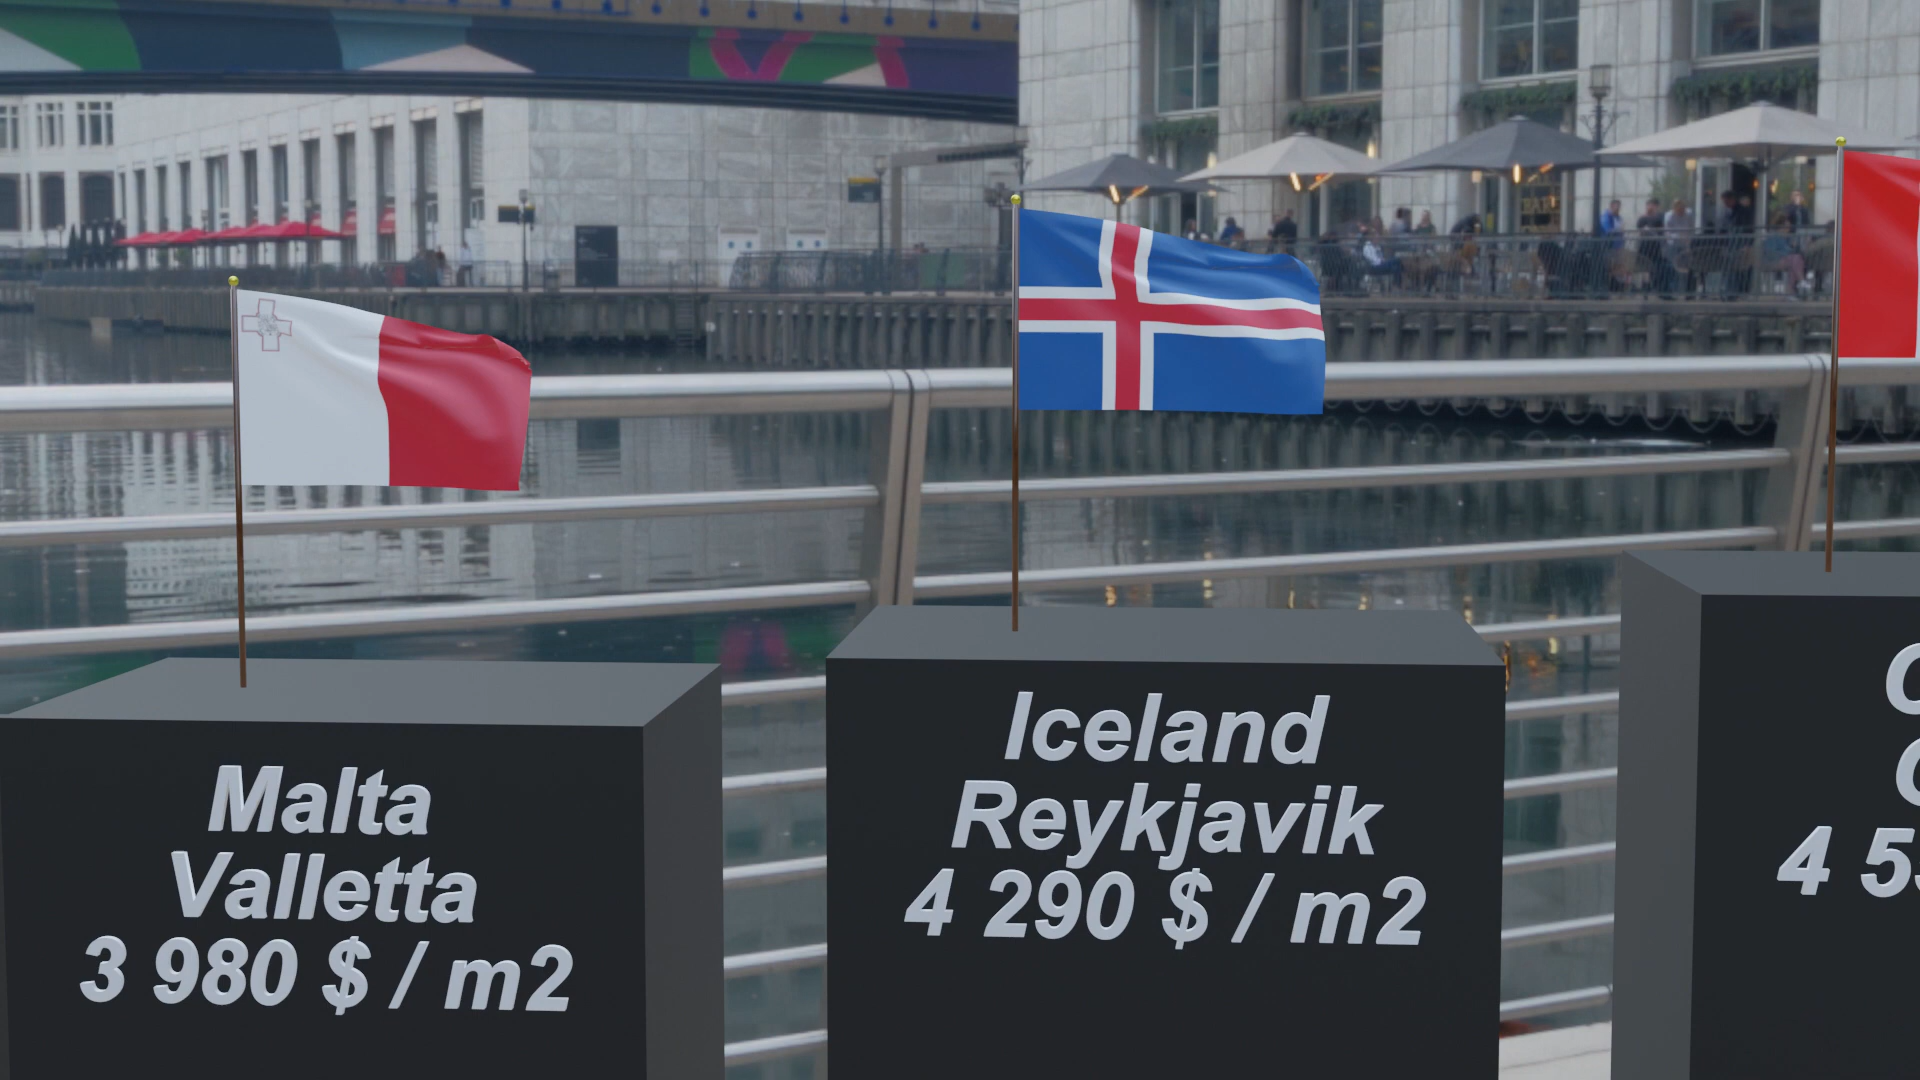 Malta
Valletta
3 980 $ / m2
Iceland
Reykjavik
4 290 $ / m2